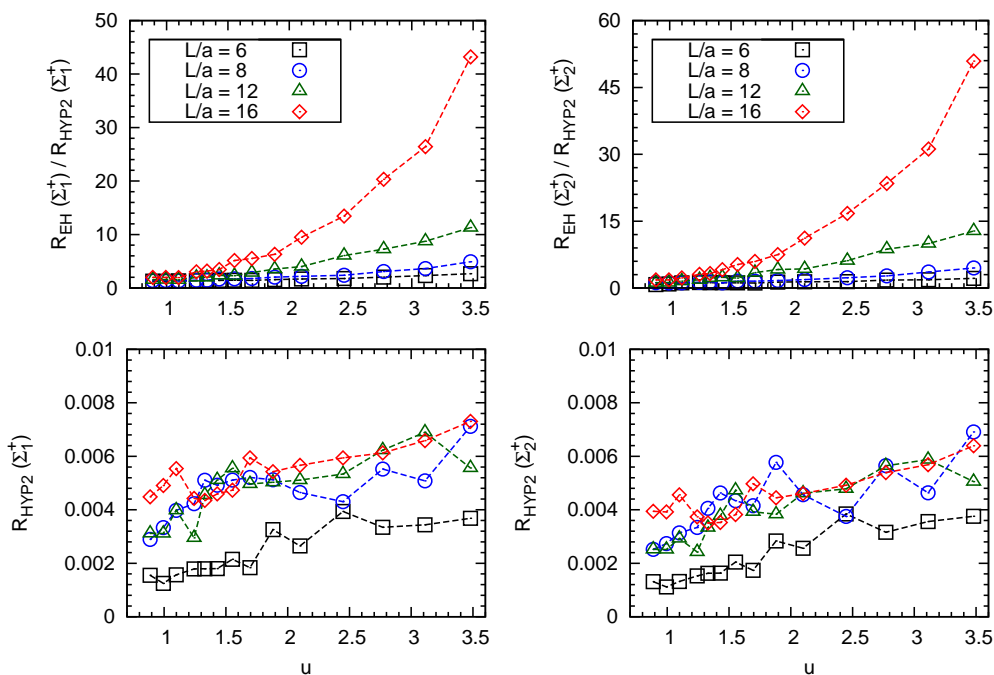 R_EH (Σ₁⁺) / R_HYP2 (Σ₁⁺)
50
40
30
20
10
0
L/a = 6
L/a = 8
L/a = 12
L/a = 16
1 1.5 2 2.5 3 3.5
R_EH (Σ₂⁺) / R_HYP2 (Σ₂⁺)
60
45
30
15
0
L/a = 6
L/a = 8
L/a = 12
L/a = 16
1 1.5 2 2.5 3 3.5
R_HYP2 (Σ₁⁺)
0.01
0.008
0.006
0.004
0.002
0
1 1.5 2 2.5 3 3.5
u
R_HYP2 (Σ₂⁺)
0.01
0.008
0.006
0.004
0.002
0
1 1.5 2 2.5 3 3.5
u